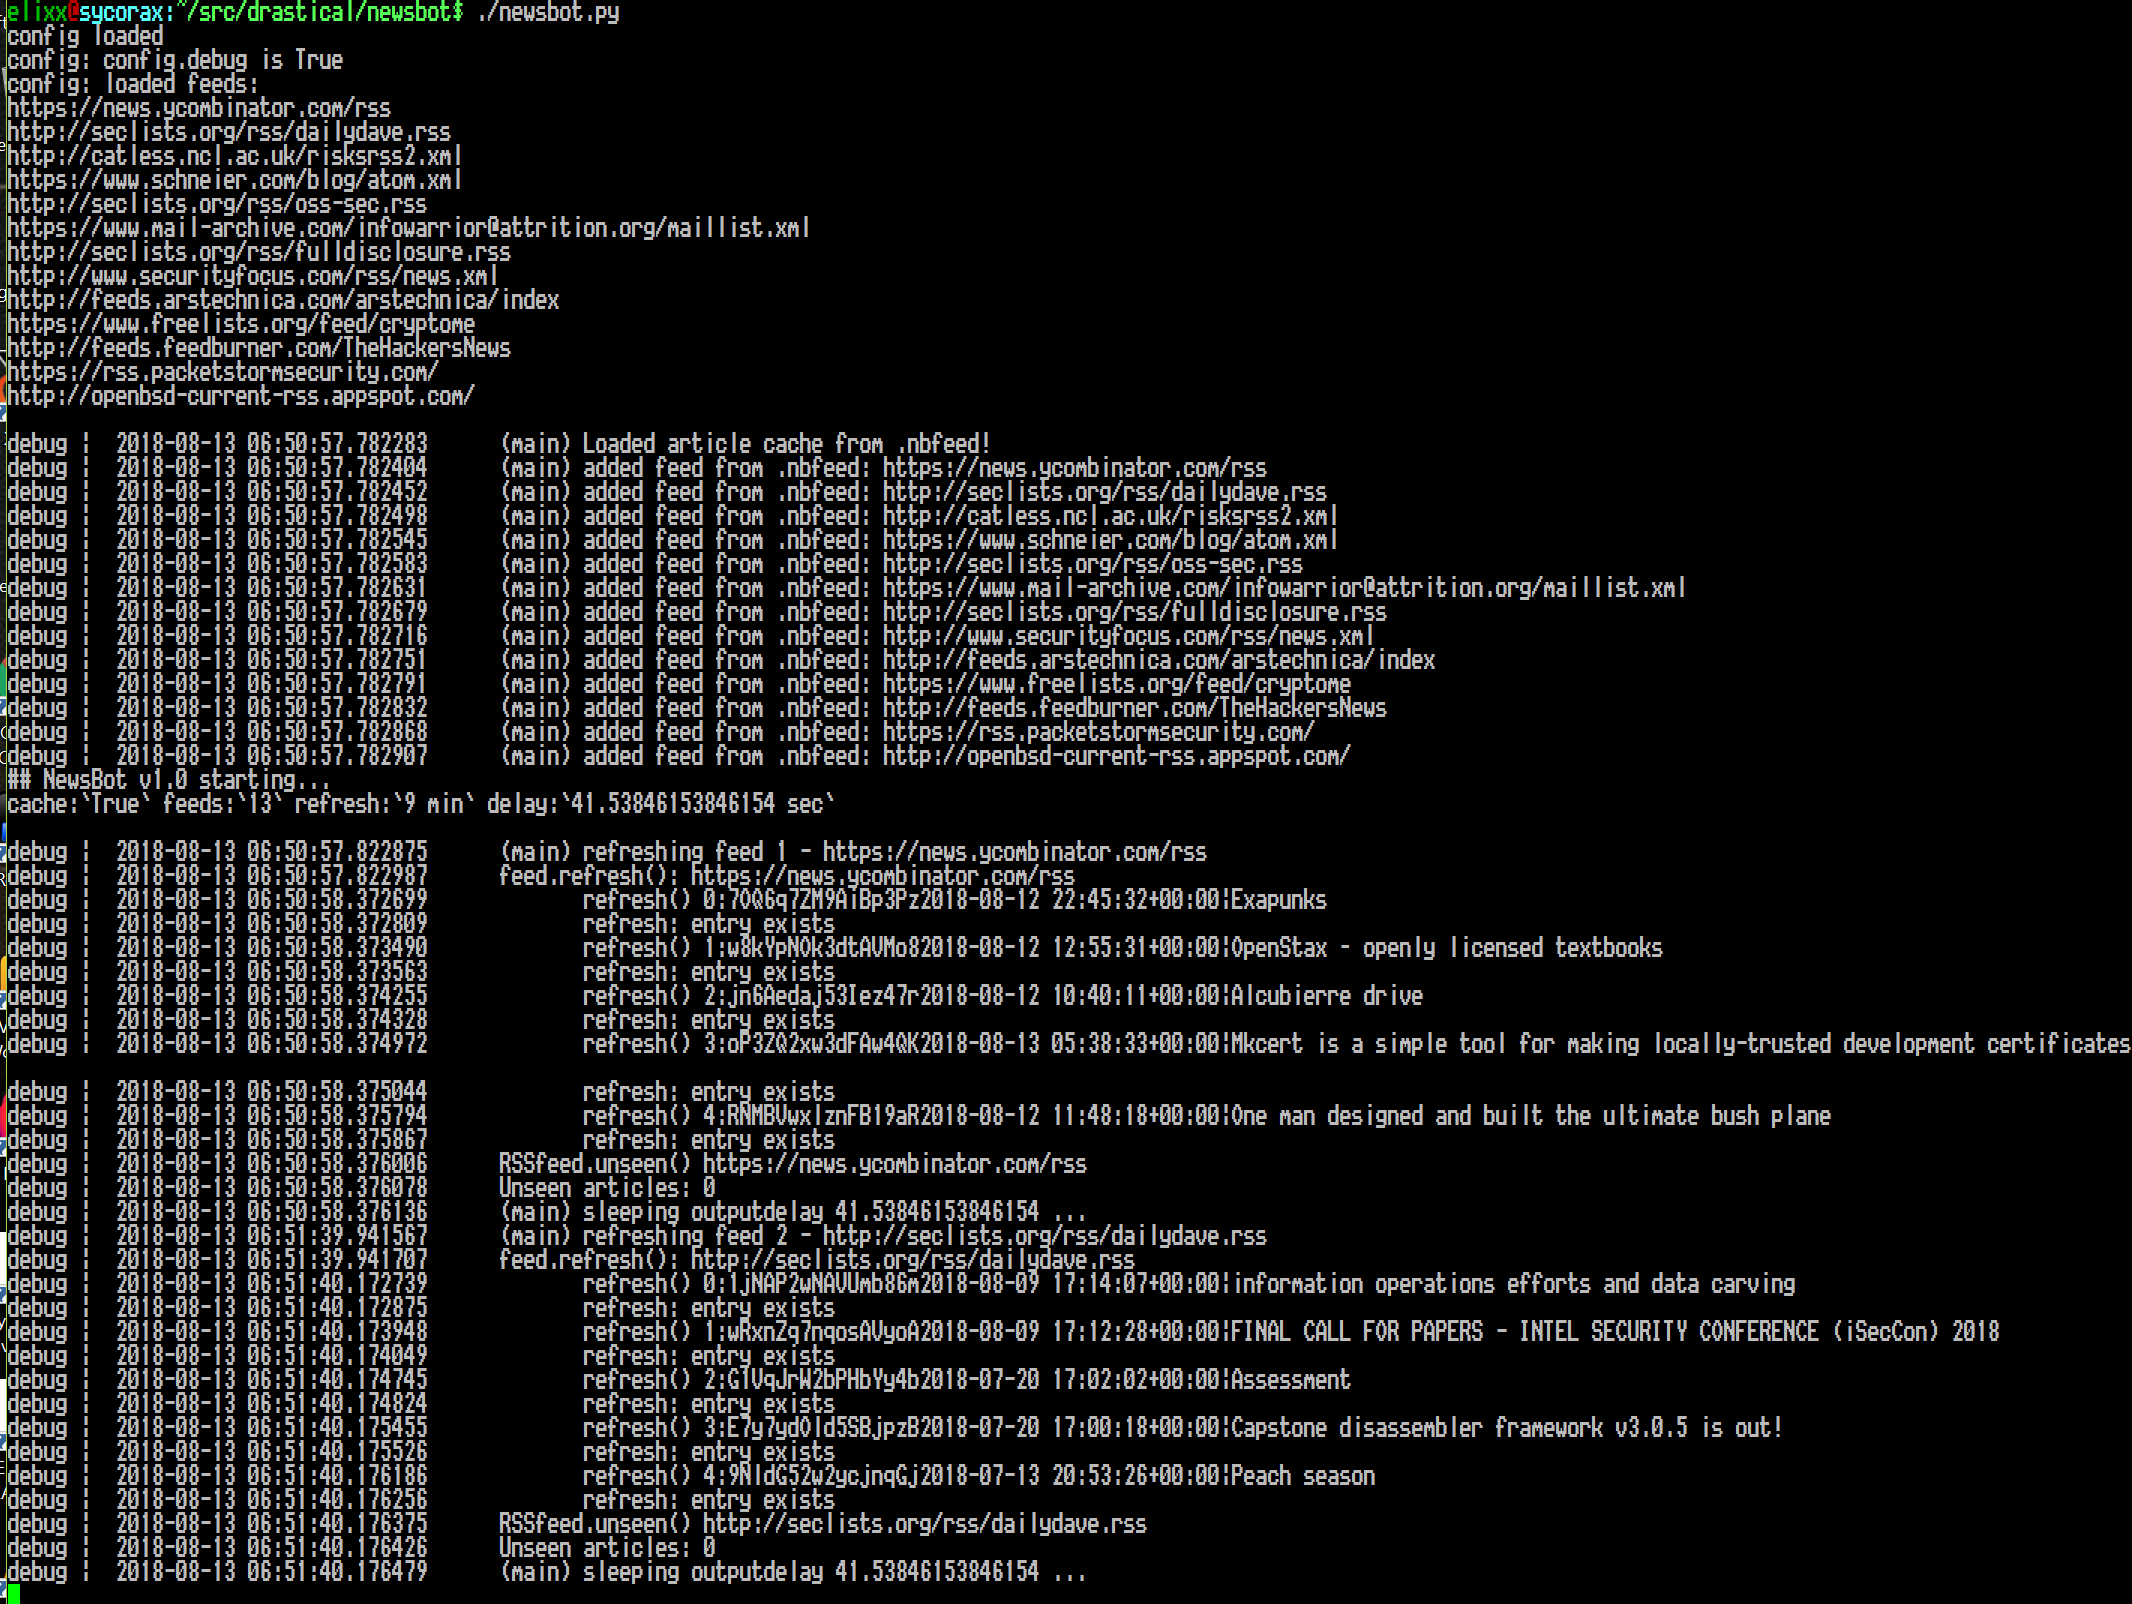 elixx@sycorax:~/src/drastical/newsbot$ ./newsbot.py
config loaded
config: config.debug is True
config: loaded feeds:
https://news.ycombinator.com/rss
http://seclists.org/rss/dailydave.rss
http://catless.ncl.ac.uk/risksrss2.xml
https://www.schneier.com/blog/atom.xml
http://seclists.org/rss/oss-sec.rss
https://www.mail-archive.com/infowarrior@attrition.org/maillist.xml
http://seclists.org/rss/fulldisclosure.rss
http://www.securityfocus.com/rss/news.xml
http://feeds.arstechnica.com/arstechnica/index
https://www.freelists.org/feed/cryptome
http://feeds.feedburner.com/TheHackersNews
https://rss.packetstormsecurity.com/
http://openbsd-current-rss.appspot.com/
debug ¦ 2018-08-13 06:50:57.782283 (main) Loaded article cache from .nbfeed!
debug ¦ 2018-08-13 06:50:57.782404 (main) added feed from .nbfeed: https://news.ycombinator.com/rss
debug ¦ 2018-08-13 06:50:57.782452 (main) added feed from .nbfeed: http://seclists.org/rss/dailydave.rss
debug ¦ 2018-08-13 06:50:57.782498 (main) added feed from .nbfeed: http://catless.ncl.ac.uk/risksrss2.xml
debug ¦ 2018-08-13 06:50:57.782545 (main) added feed from .nbfeed: https://www.schneier.com/blog/atom.xml
debug ¦ 2018-08-13 06:50:57.782583 (main) added feed from .nbfeed: http://seclists.org/rss/oss-sec.rss
debug ¦ 2018-08-13 06:50:57.782631 (main) added feed from .nbfeed: https://www.mail-archive.com/infowarrior@attrition.org/maillist.xml
debug ¦ 2018-08-13 06:50:57.782679 (main) added feed from .nbfeed: http://seclists.org/rss/fulldisclosure.rss
debug ¦ 2018-08-13 06:50:57.782716 (main) added feed from .nbfeed: http://www.securityfocus.com/rss/news.xml
debug ¦ 2018-08-13 06:50:57.782751 (main) added feed from .nbfeed: http://feeds.arstechnica.com/arstechnica/index
debug ¦ 2018-08-13 06:50:57.782791 (main) added feed from .nbfeed: https://www.freelists.org/feed/cryptome
debug ¦ 2018-08-13 06:50:57.782832 (main) added feed from .nbfeed: http://feeds.feedburner.com/TheHackersNews
debug ¦ 2018-08-13 06:50:57.782868 (main) added feed from .nbfeed: https://rss.packetstormsecurity.com/
debug ¦ 2018-08-13 06:50:57.782907 (main) added feed from .nbfeed: http://openbsd-current-rss.appspot.com/
## NewsBot v1.0 starting...
cache:`True` feeds:`13` refresh:`9 min` delay:`41.53846153846154 sec`
debug ¦ 2018-08-13 06:50:57.822875 (main) refreshing feed 1 - https://news.ycombinator.com/rss
debug ¦ 2018-08-13 06:50:57.822987 feed.refresh(): https://news.ycombinator.com/rss
debug ¦ 2018-08-13 06:50:58.372699 refresh() 0:7OQ6q7ZM9AiBp3Pz2018-08-12 22:45:32+00:00¦Exapunks
debug ¦ 2018-08-13 06:50:58.372809 refresh: entry exists
debug ¦ 2018-08-13 06:50:58.373490 refresh() 1:w8kYpNOk3dtAVMo82018-08-12 12:55:31+00:00¦OpenStax - openly licensed textbooks
debug ¦ 2018-08-13 06:50:58.373563 refresh: entry exists
debug ¦ 2018-08-13 06:50:58.374255 refresh() 2:jn6Aedaj53Iez47r2018-08-12 10:40:11+00:00¦Alcubierre drive
debug ¦ 2018-08-13 06:50:58.374328 refresh: entry exists
debug ¦ 2018-08-13 06:50:58.374972 refresh() 3:oP3ZQ2xw3dFAw4QK2018-08-13 05:38:33+00:00¦Mkcert is a simple tool for making locally-trusted development certificates
debug ¦ 2018-08-13 06:50:58.375044 refresh: entry exists
debug ¦ 2018-08-13 06:50:58.375794 refresh() 4:RNMBVwxlznFB19aR2018-08-12 11:48:18+00:00¦One man designed and built the ultimate bush plane
debug ¦ 2018-08-13 06:50:58.375867 refresh: entry exists
debug ¦ 2018-08-13 06:50:58.376006 RSSfeed.unseen() https://news.ycombinator.com/rss
debug ¦ 2018-08-13 06:50:58.376078 Unseen articles: 0
debug ¦ 2018-08-13 06:50:58.376136 (main) sleeping outputdelay 41.53846153846154 ...
debug ¦ 2018-08-13 06:51:39.941567 (main) refreshing feed 2 - http://seclists.org/rss/dailydave.rss
debug ¦ 2018-08-13 06:51:39.941707 feed.refresh(): http://seclists.org/rss/dailydave.rss
debug ¦ 2018-08-13 06:51:40.172739 refresh() 0:1jNAP2wNAVUmb86m2018-08-09 17:14:07+00:00¦information operations efforts and data carving
debug ¦ 2018-08-13 06:51:40.172875 refresh: entry exists
debug ¦ 2018-08-13 06:51:40.173948 refresh() 1:wRxnZq7nqosAVyoA2018-08-09 17:12:28+00:00¦FINAL CALL FOR PAPERS - INTEL SECURITY CONFERENCE (iSecCon) 2018
debug ¦ 2018-08-13 06:51:40.174049 refresh: entry exists
debug ¦ 2018-08-13 06:51:40.174745 refresh() 2:G1VqJrW2bPHbYy4b2018-07-20 17:02:02+00:00¦Assessment
debug ¦ 2018-08-13 06:51:40.174824 refresh: entry exists
debug ¦ 2018-08-13 06:51:40.175455 refresh() 3:E7y7ydOld5SBjpzB2018-07-20 17:00:18+00:00¦Capstone disassembler framework v3.0.5 is out!
debug ¦ 2018-08-13 06:51:40.175526 refresh: entry exists
debug ¦ 2018-08-13 06:51:40.176186 refresh() 4:9NldG52w2ycjnqGj2018-07-13 20:53:26+00:00¦Peach season
debug ¦ 2018-08-13 06:51:40.176256 refresh: entry exists
debug ¦ 2018-08-13 06:51:40.176375 RSSfeed.unseen() http://seclists.org/rss/dailydave.rss
debug ¦ 2018-08-13 06:51:40.176426 Unseen articles: 0
debug ¦ 2018-08-13 06:51:40.176479 (main) sleeping outputdelay 41.53846153846154 ...